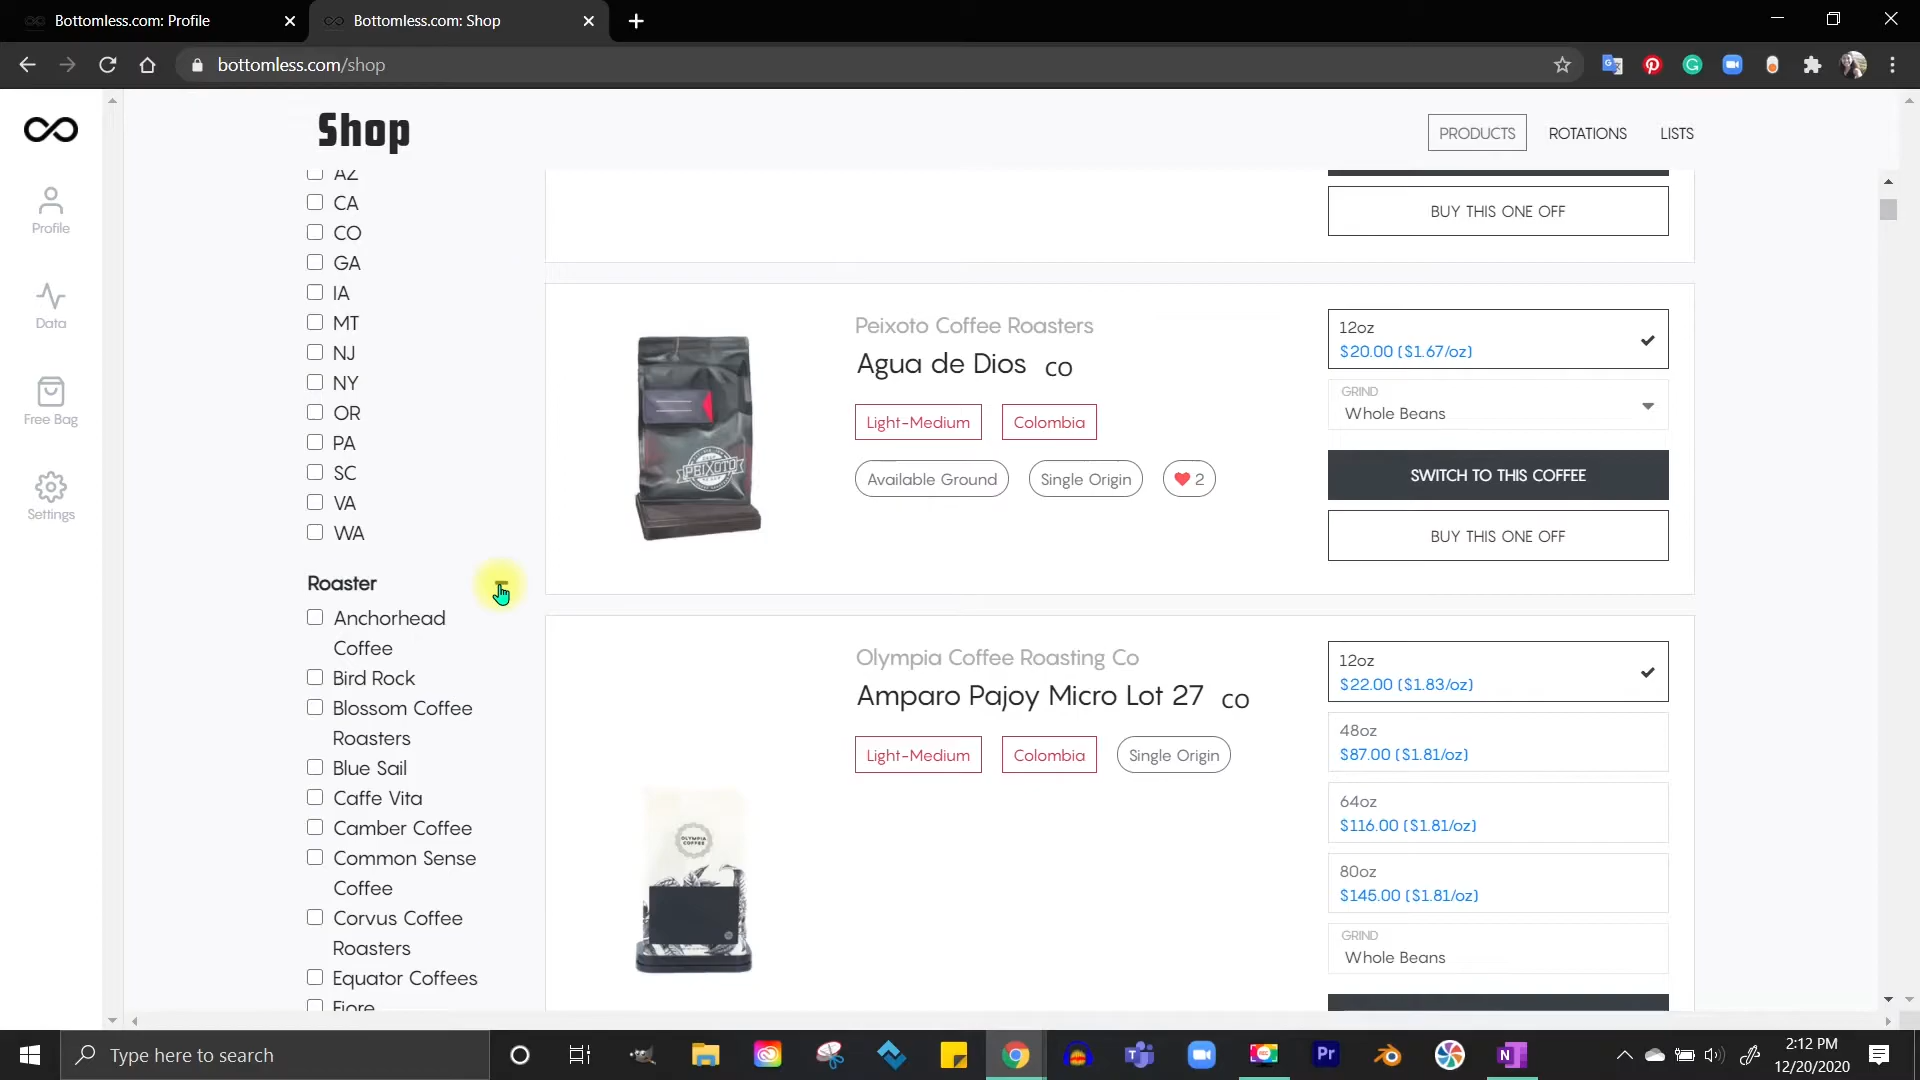 Bottomless.com: Profile
Bottomless.com: Shop
bottomless.com/shop
Shop
PRODUCTS
ROTATIONS
LISTS
Profile
Data
Free Bag
Settings
AZ
CA
CO
GA
IA
MT
NJ
NY
OR
PA
SC
VA
WA
Roaster
Anchorhead
Coffee
Bird Rock
Blossom Coffee
Roasters
Blue Sail
Caffe Vita
Camber Coffee
Common Sense
Coffee
Corvus Coffee
Roasters
Equator Coffees
Fiore
BUY THIS ONE OFF
PEIXOTO
Peixoto Coffee Roasters
Agua de Dios CO
Light-Medium
Colombia
Available Ground
Single Origin
2
12oz
$20.00 ($1.67/oz)
GRIND
Whole Beans
SWITCH TO THIS COFFEE
BUY THIS ONE OFF
OLYMPIA
COFFEE
Olympia Coffee Roasting Co
Amparo Pajoy Micro Lot 27 CO
Light-Medium
Colombia
Single Origin
12oz
$22.00 ($1.83/oz)
48oz
$87.00 ($1.81/oz)
64oz
$116.00 ($1.81/oz)
80oz
$145.00 ($1.81/oz)
GRIND
Whole Beans
Type here to search
2:12 PM
12/20/2020